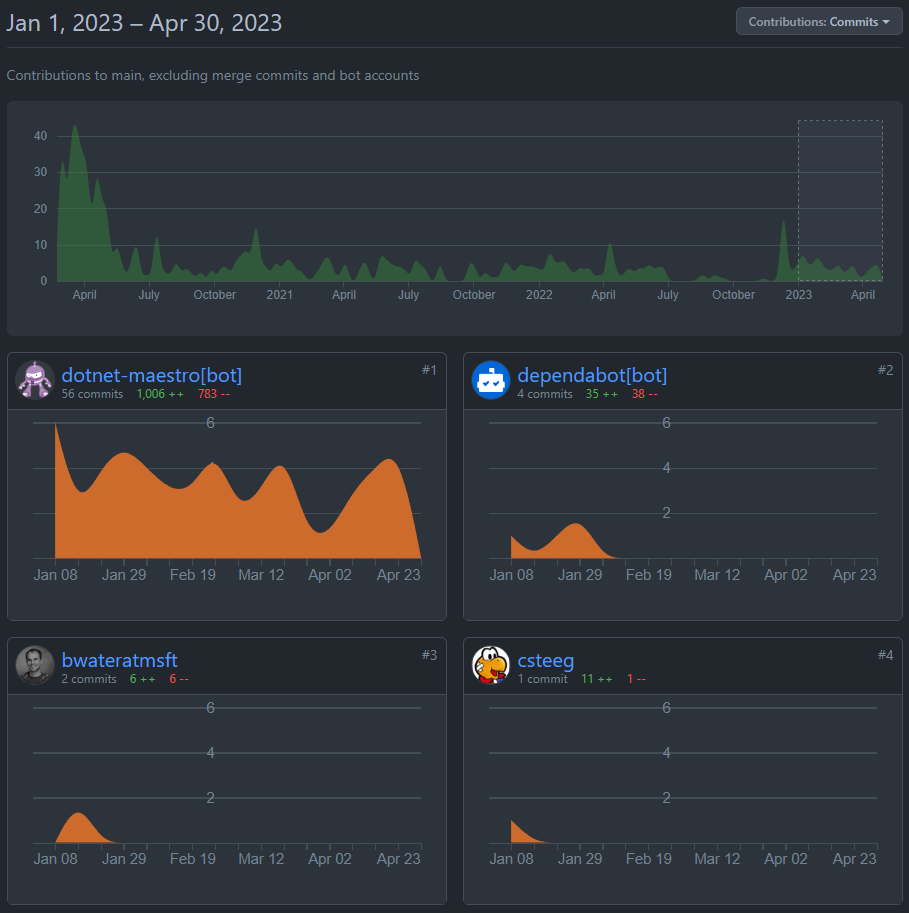 Jan 1, 2023 – Apr 30, 2023
Contributions: Commits
Contributions to main, excluding merge commits and bot accounts
40
30
20
10
0
April July October 2021 April July October 2022 April July October 2023 April
dotnet-maestro[bot] #1
56 commits 1,006 ++ 783 --
6
Jan 08 Jan 29 Feb 19 Mar 12 Apr 02 Apr 23
dependabot[bot] #2
4 commits 35 ++ 38 --
6
4
2
Jan 08 Jan 29 Feb 19 Mar 12 Apr 02 Apr 23
bwateratmsft #3
2 commits 6 ++ 6 --
6
4
2
Jan 08 Jan 29 Feb 19 Mar 12 Apr 02 Apr 23
csteeg #4
1 commit 11 ++ 1 --
6
4
2
Jan 08 Jan 29 Feb 19 Mar 12 Apr 02 Apr 23